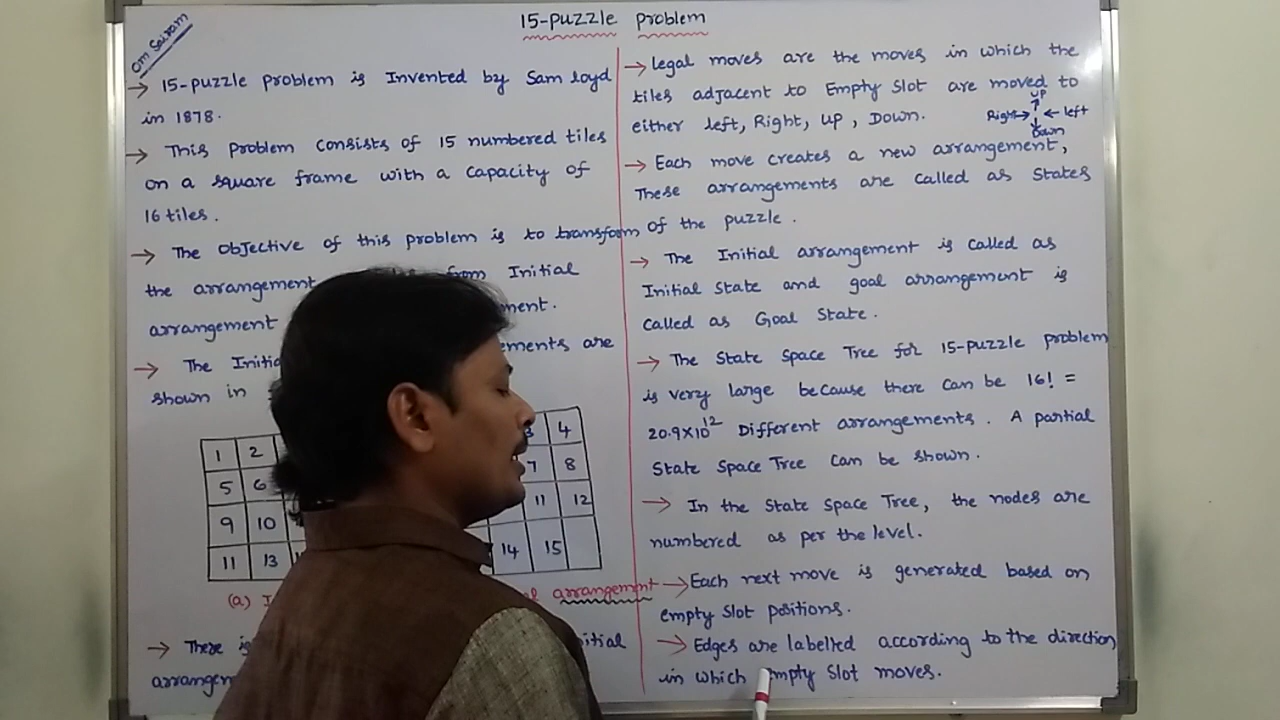 15-puzzle problem
Om Sairam
→ 15-puzzle problem is Invented by Sam loyd
in 1878.
→ This Problem Consists of 15 numbered tiles
on a square frame with a capacity of
16 tiles.
→ The Objective of this problem is to transform
the arrangement from Initial
arrangement
→ The
are
shown in
1 2
5 6
9 10
11 13
3 4
7 8
11 12
14 15
(a)
arrangement
→ There
→ legal moves are the moves in which the
tiles adjacent to Empty Slot are moved to
either left, Right, Up, Down.
UP
Right → ← left
Down
→ Each move creates a new arrangement,
These arrangements are called as States
of the puzzle.
→ The Initial arrangement is called as
Initial State and goal arrangement is
Called as Goal State.
→ The State Space Tree for 15-puzzle problem
is very large because there can be 16! =
20.9×10^12 Different arrangements. A partial
State Space Tree Can be shown.
→ In the State Space Tree, the nodes are
numbered as per the level.
→ Each next move is generated based on
empty slot positions.
→ Edges are labelled according to the direction
in which empty Slot moves.